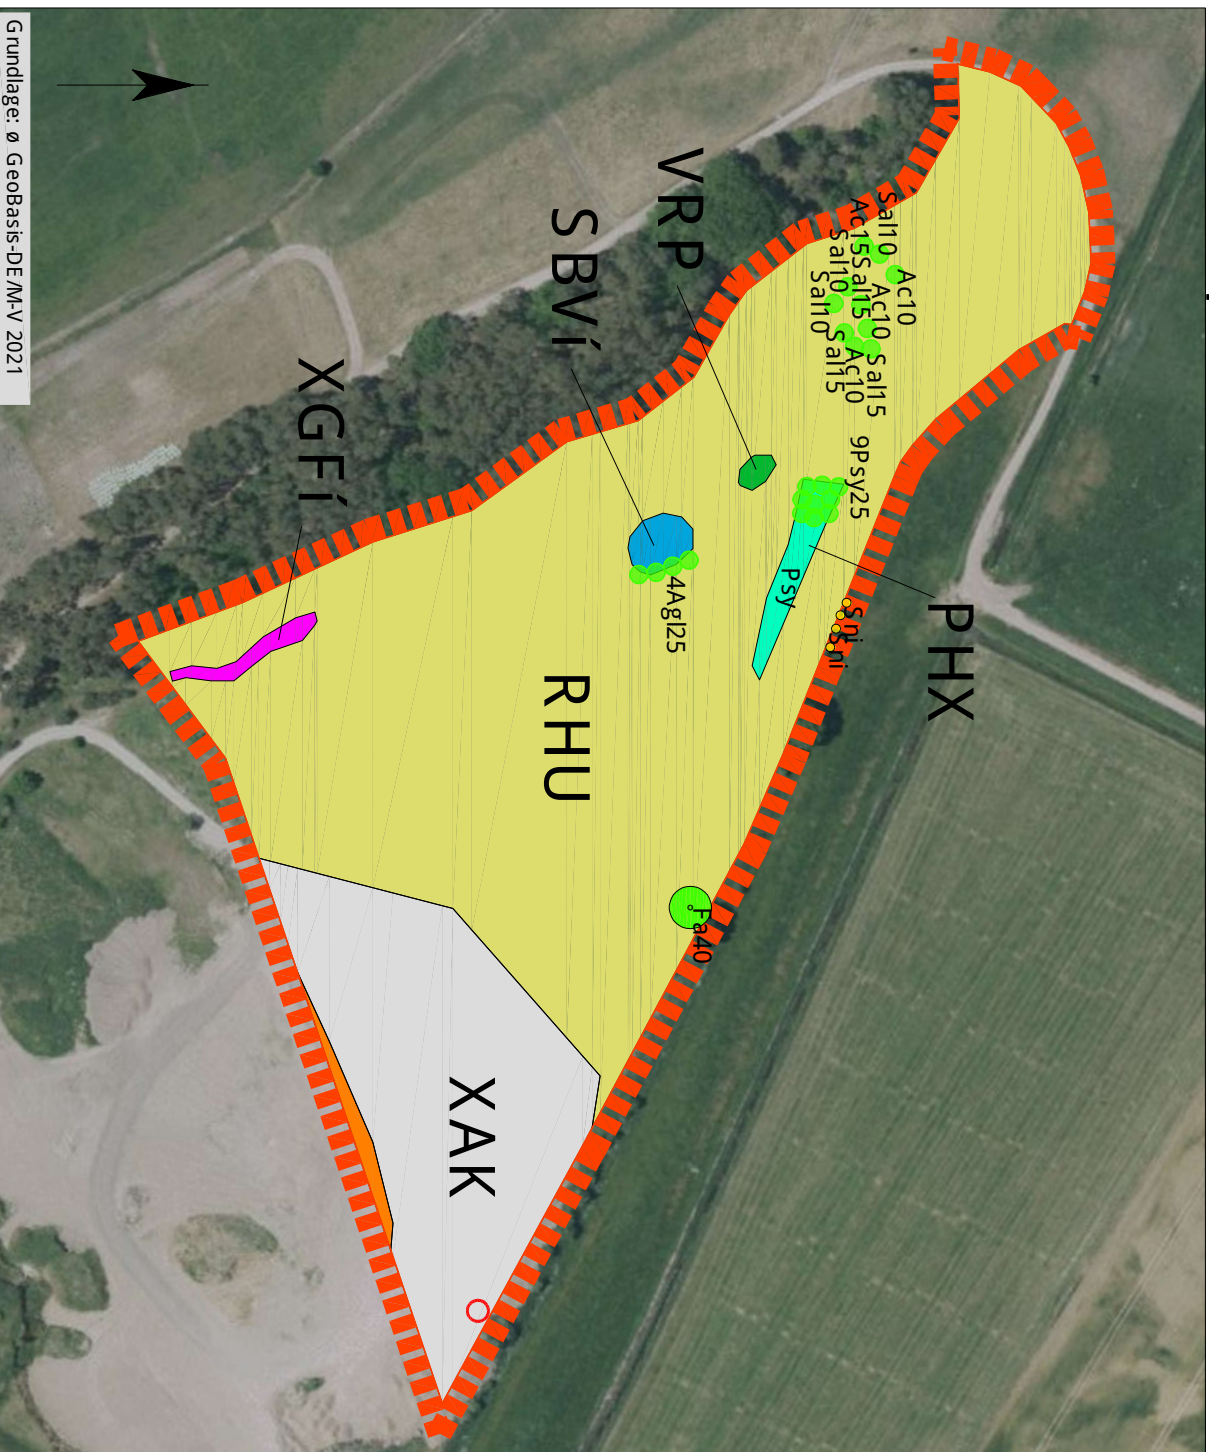 Grundlage: ø GeoBasis-DE/M-V 2021
VRP
SBVí
XGFí
Sal10
Ac15
Sal10
Sal10
Sal15
Ac10
Ac10
Sal15
Ac10
Sal15
9Psy25
Psy
4Agl25
Sni
Sni
PHX
RHU
Fa40
XAK